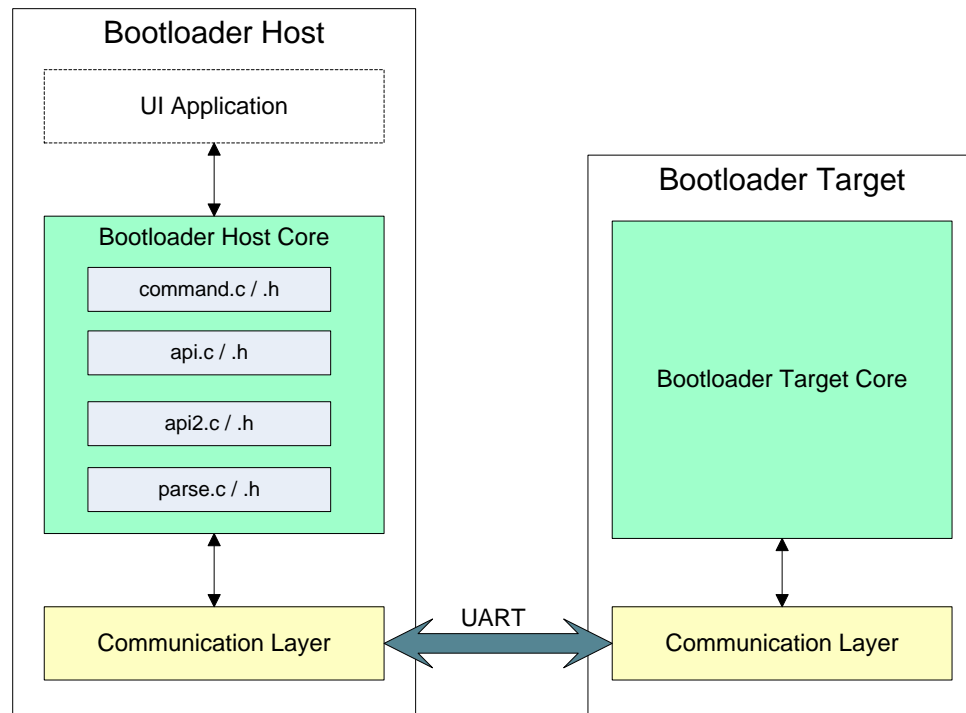 Bootloader Host
UI Application
Bootloader Host Core
command.c / .h
api.c / .h
api2.c / .h
parse.c / .h
Communication Layer
UART
Bootloader Target
Bootloader Target Core
Communication Layer